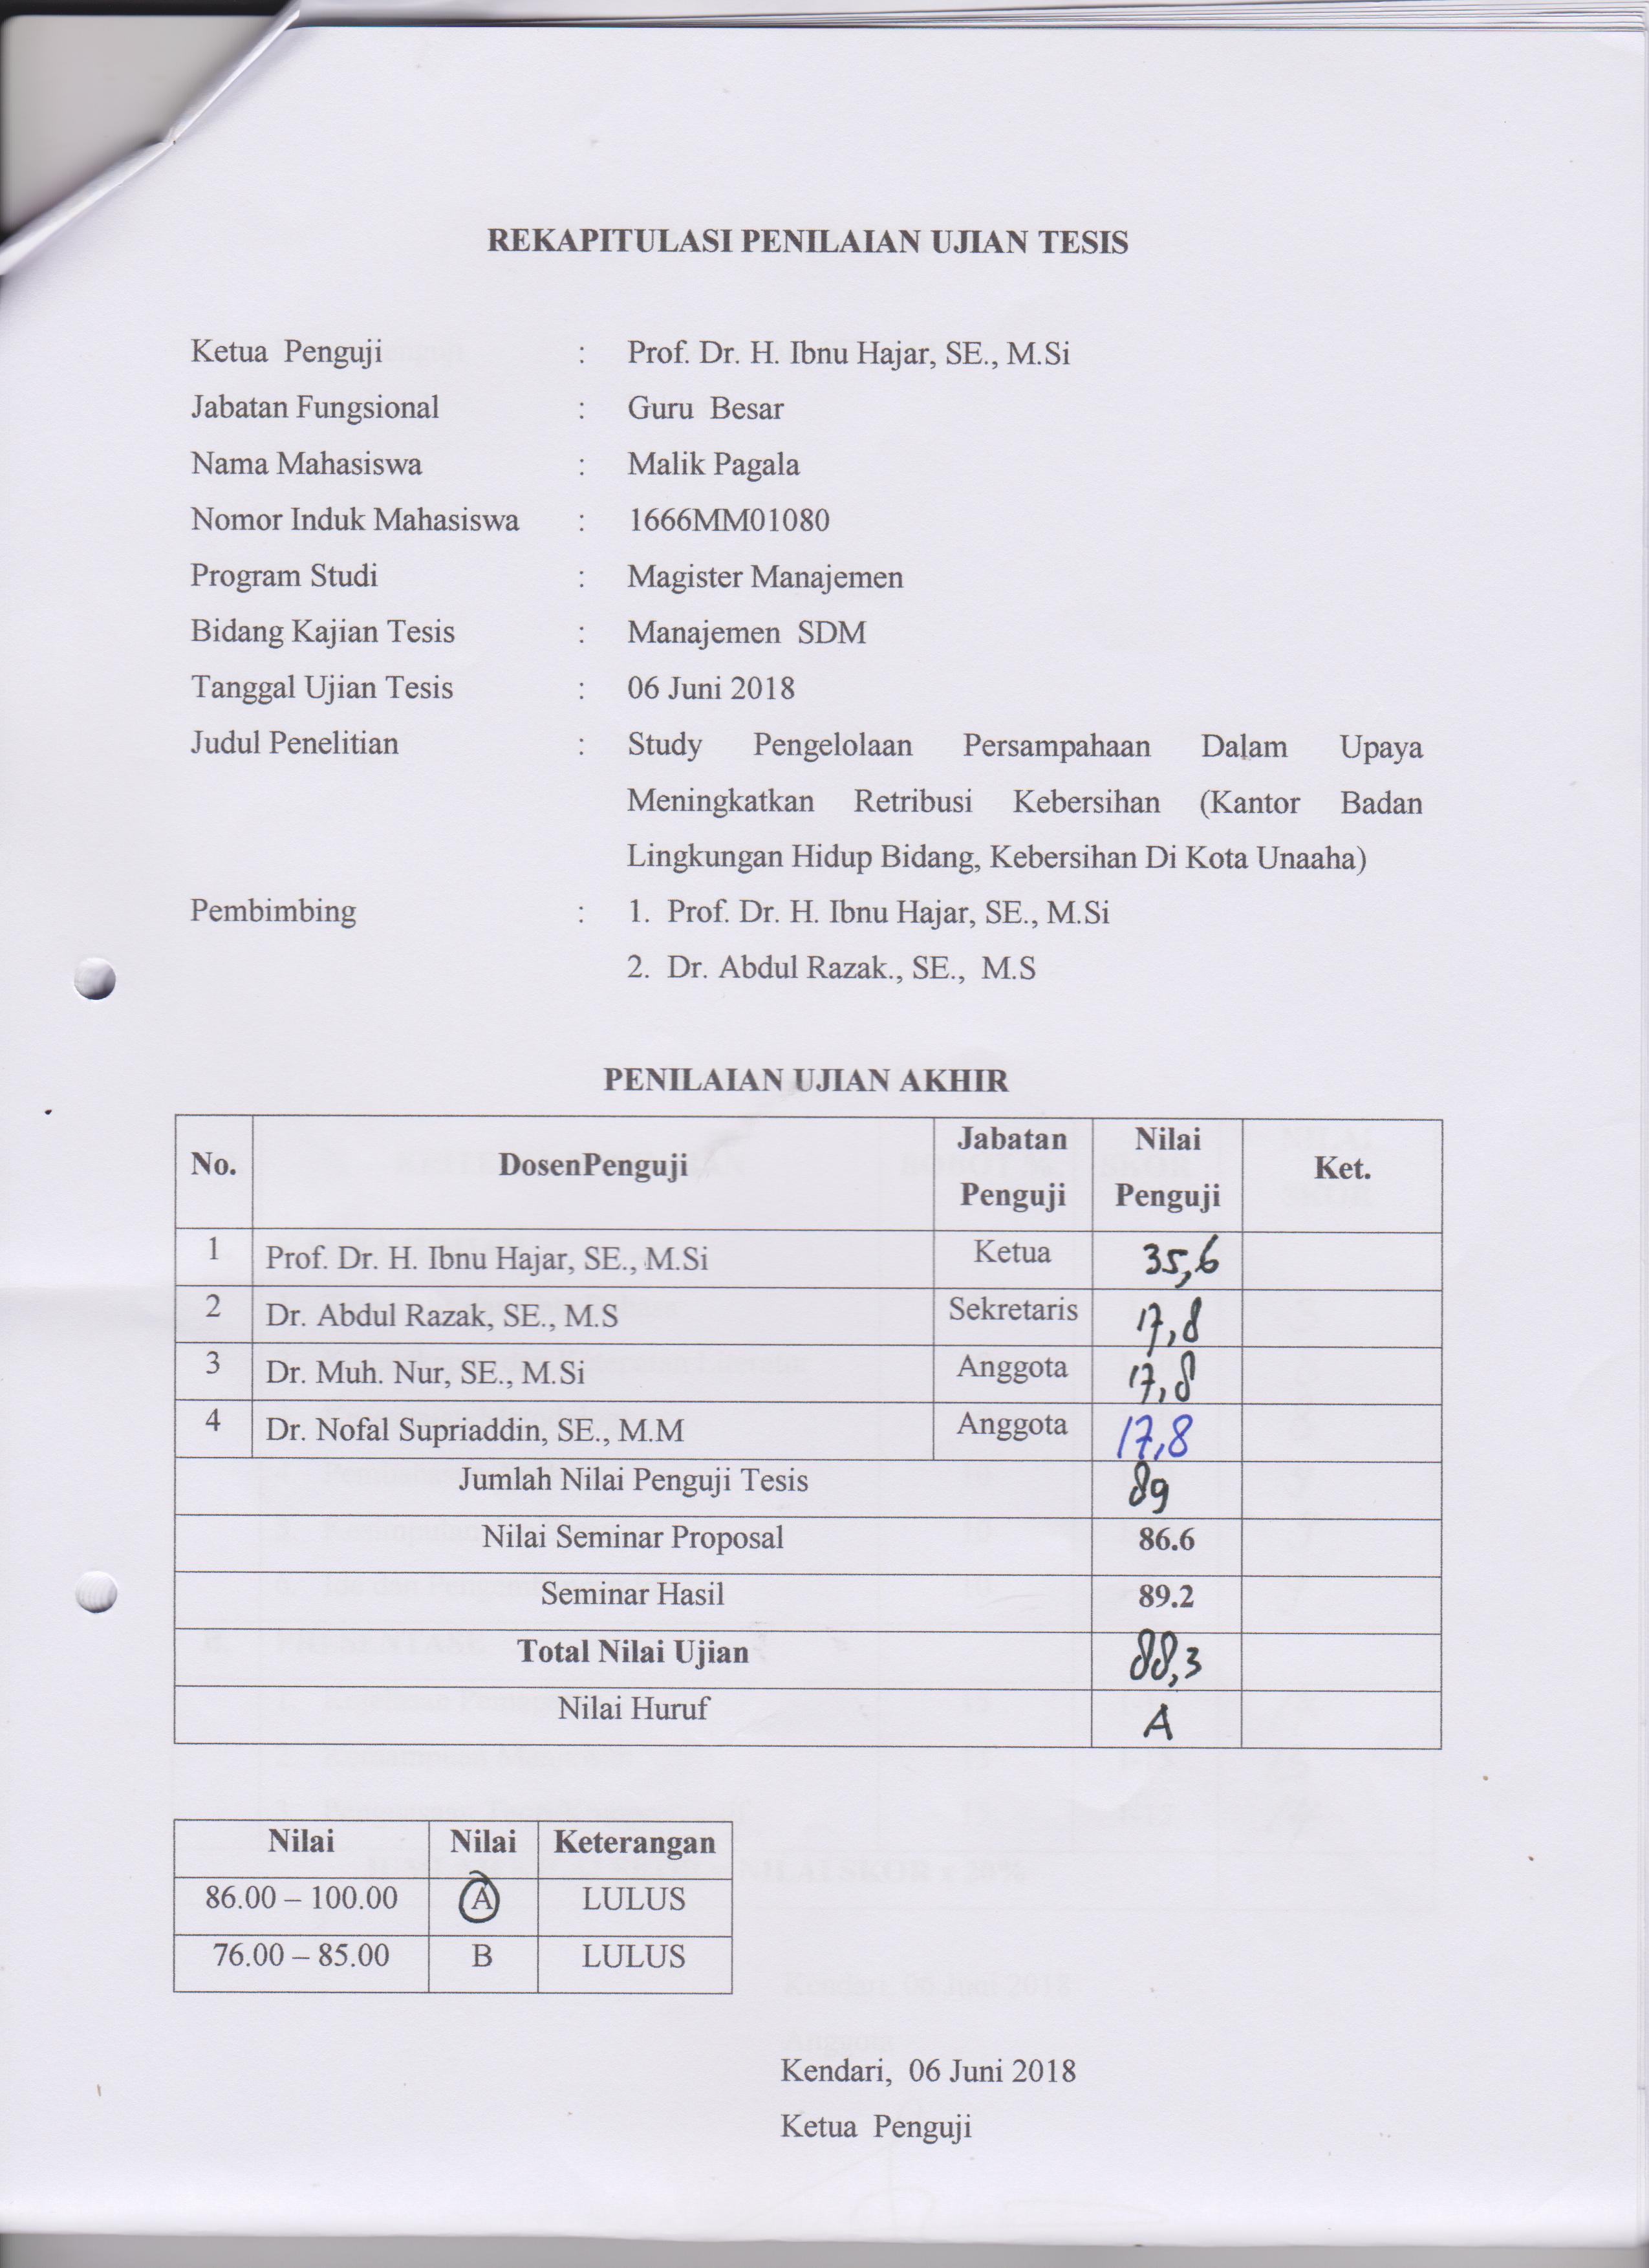 REKAPITULASI PENILAIAN UJIAN TESIS
Ketua Penguji : Prof. Dr. H. Ibnu Hajar, SE., M.Si
Jabatan Fungsional : Guru Besar
Nama Mahasiswa : Malik Pagala
Nomor Induk Mahasiswa : 1666MM01080
Program Studi : Magister Manajemen
Bidang Kajian Tesis : Manajemen SDM
Tanggal Ujian Tesis : 06 Juni 2018
Judul Penelitian : Study Pengelolaan Persampahaan Dalam Upaya
Meningkatkan Retribusi Kebersihan (Kantor Badan
Lingkungan Hidup Bidang, Kebersihan Di Kota Unaaha)
Pembimbing : 1. Prof. Dr. H. Ibnu Hajar, SE., M.Si
2. Dr. Abdul Razak., SE., M.S
PENILAIAN UJIAN AKHIR
No. DosenPenguji Jabatan Penguji Nilai Penguji Ket.
1 Prof. Dr. H. Ibnu Hajar, SE., M.Si Ketua 35,6
2 Dr. Abdul Razak, SE., M.S Sekretaris 17,8
3 Dr. Muh. Nur, SE., M.Si Anggota 17,8
4 Dr. Nofal Supriaddin, SE., M.M Anggota 17,8
Jumlah Nilai Penguji Tesis 89
Nilai Seminar Proposal 86.6
Seminar Hasil 89.2
Total Nilai Ujian 88,3
Nilai Huruf A
Nilai Nilai Keterangan
86.00 – 100.00 A LULUS
76.00 – 85.00 B LULUS
Kendari, 06 Juni 2018
Ketua Penguji